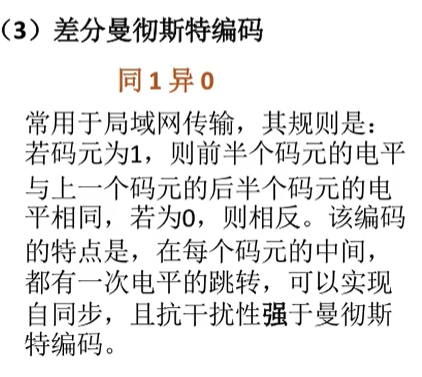 （3）差分曼彻斯特编码
同1异0
常用于局域网传输，其规则是：
若码元为1，则前半个码元的电平
与上一个码元的后半个码元的电
平相同，若为0，则相反。该编码
的特点是，在每个码元的中间，
都有一次电平的跳转，可以实现
自同步，且抗干扰性强于曼彻斯
特编码。